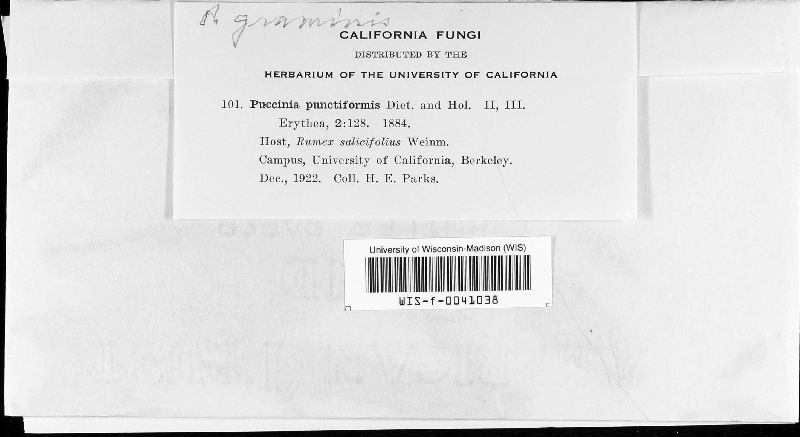 P. graminis
CALIFORNIA FUNGI
DISTRIBUTED BY THE
HERBARIUM OF THE UNIVERSITY OF CALIFORNIA
101. Puccinia punctiformis Diet. and Hol. II, III.
Erythea, 2:128. 1884.
Host, Rumex salicifolius Weinm.
Campus, University of California, Berkeley.
Dec., 1922. Coll. H. E. Parks.
University of Wisconsin-Madison (WIS)
WIS-f-0041038